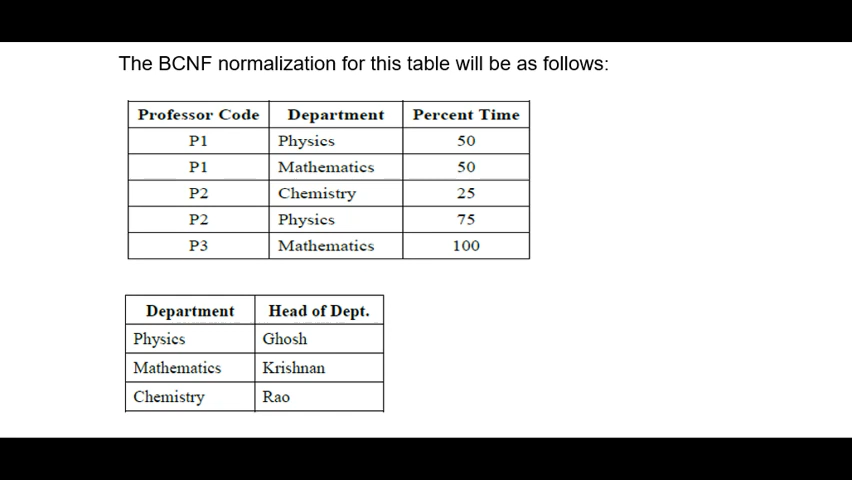 The BCNF normalization for this table will be as follows:
Professor Code Department Percent Time
P1 Physics 50
P1 Mathematics 50
P2 Chemistry 25
P2 Physics 75
P3 Mathematics 100
Department Head of Dept.
Physics Ghosh
Mathematics Krishnan
Chemistry Rao